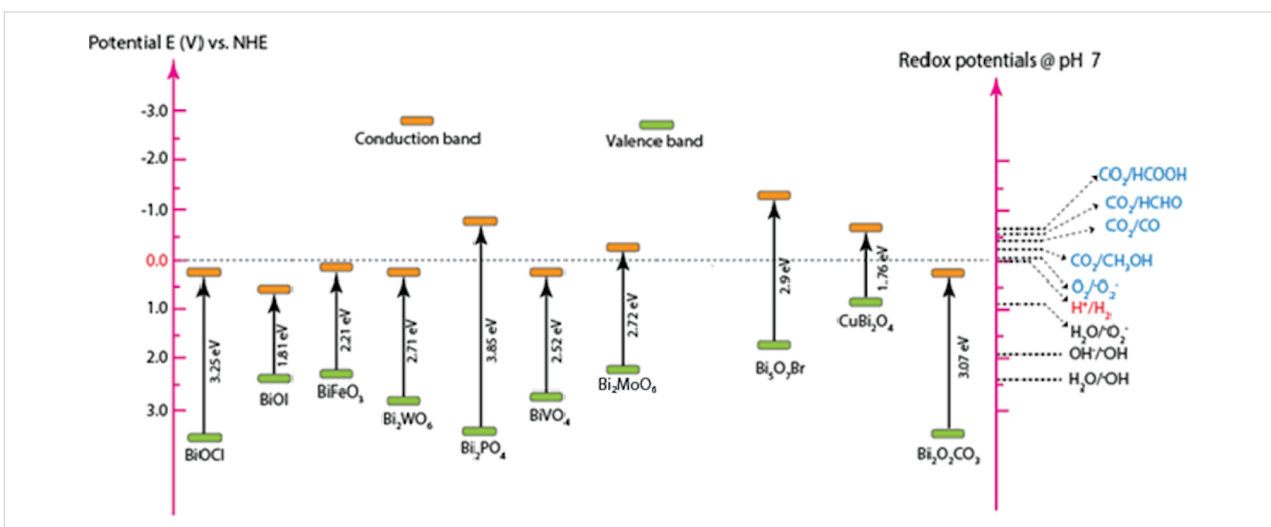 Potential E (V) vs. NHE
Redox potentials @ pH 7
-3.0
-2.0
-1.0
0.0
1.0
2.0
3.0
Conduction band
Valence band
3.25 eV
BiOCl
1.81 eV
BiOI
2.21 eV
BiFeO₃
2.71 eV
Bi₂WO₆
3.85 eV
Bi₂PO₄
2.52 eV
BiVO₄
2.72 eV
Bi₂MoO₆
2.9 eV
Bi₅O₇Br
1.76 eV
CuBi₂O₄
3.07 eV
Bi₂O₂CO₃
CO₂/HCOOH
CO₂/HCHO
CO₂/CO
CO₂/CH₃OH
O₂/·O₂⁻
H⁺/H₂
H₂O/·O₂⁻
OH⁻/·OH
H₂O/·OH